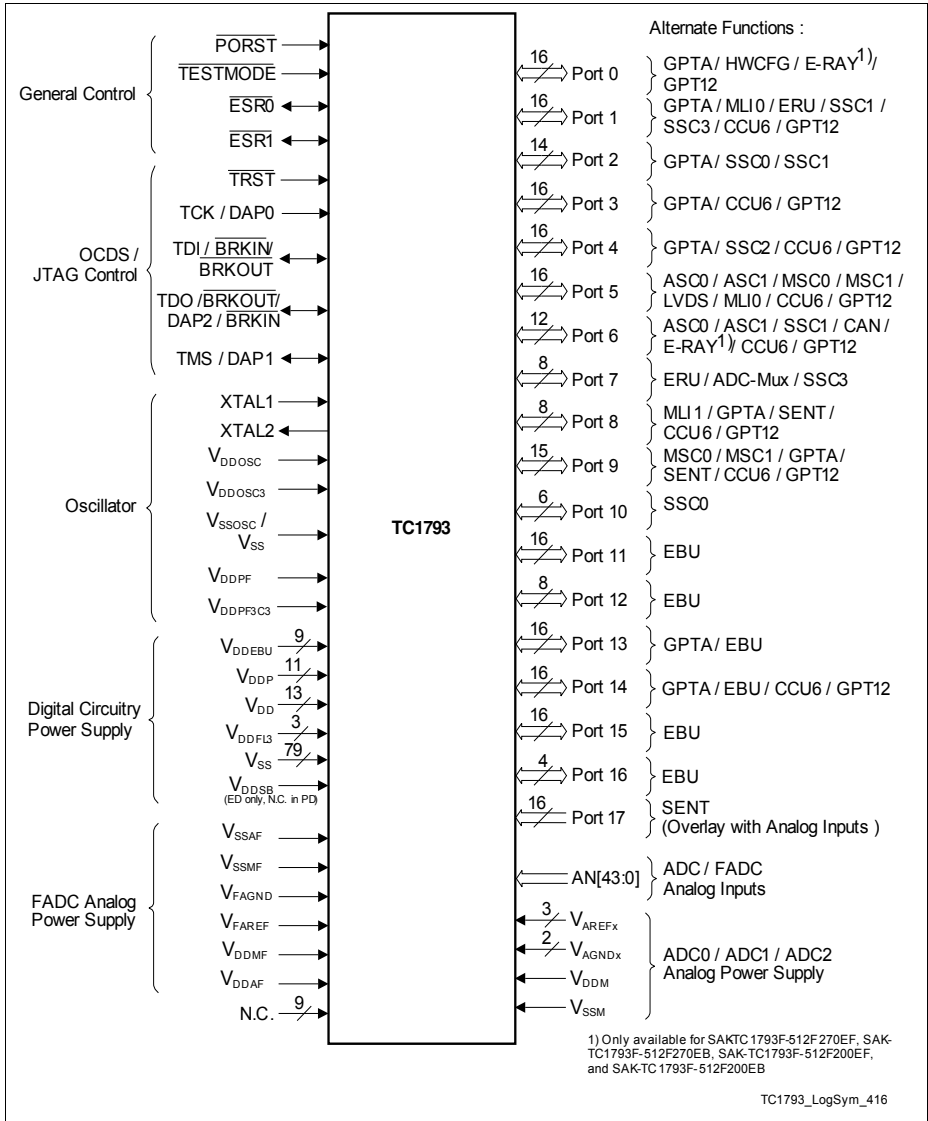 Alternate Functions :
General Control
PORST
TESTMODE
ESR0
ESR1
OCDS /
JTAG Control
TRST
TCK / DAP0
TDI / BRKIN/
BRKOUT
TDO /BRKOUT/
DAP2 / BRKIN
TMS / DAP1
Oscillator
XTAL1
XTAL2
VDDOSC
VDDOSC3
VSSOSC /
VSS
VDDPF
VDDPF3C3
Digital Circuitry
Power Supply
VDDEBU 9
VDDP 11
VDD 13
VDDFL3 3
VSS 79
VDDSB
(ED only, N.C. in PD)
FADC Analog
Power Supply
VSSAF
VSSMF
VFAGND
VFAREF
VDDMF
VDDAF
N.C. 9
TC1793
16 Port 0 GPTA / HWCFG / E-RAY1)/
GPT12
16 Port 1 GPTA / MLI0 / ERU / SSC1 /
SSC3 / CCU6 / GPT12
14 Port 2 GPTA / SSC0 / SSC1
16 Port 3 GPTA / CCU6 / GPT12
16 Port 4 GPTA / SSC2 / CCU6 / GPT12
16 Port 5 ASC0 / ASC1 / MSC0 / MSC1 /
LVDS / MLI0 / CCU6 / GPT12
12 Port 6 ASC0 / ASC1 / SSC1 / CAN /
E-RAY1)/ CCU6 / GPT12
8 Port 7 ERU / ADC-Mux / SSC3
8 Port 8 MLI1 / GPTA / SENT /
CCU6 / GPT12
15 Port 9 MSC0 / MSC1 / GPTA /
SENT / CCU6 / GPT12
6 Port 10 SSC0
16 Port 11 EBU
8 Port 12 EBU
16 Port 13 GPTA / EBU
16 Port 14 GPTA / EBU / CCU6 / GPT12
16 Port 15 EBU
4 Port 16 EBU
16 Port 17 SENT
(Overlay with Analog Inputs )
AN[43:0] ADC / FADC
Analog Inputs
3 VAREFx
2 VAGNDx
VDDM
VSSM
ADC0 / ADC1 / ADC2
Analog Power Supply
1) Only available for SAKTC1793F-512F270EF, SAK-
TC1793F-512F270EB, SAK-TC1793F-512F200EF,
and SAK-TC1793F-512F200EB
TC1793_LogSym_416